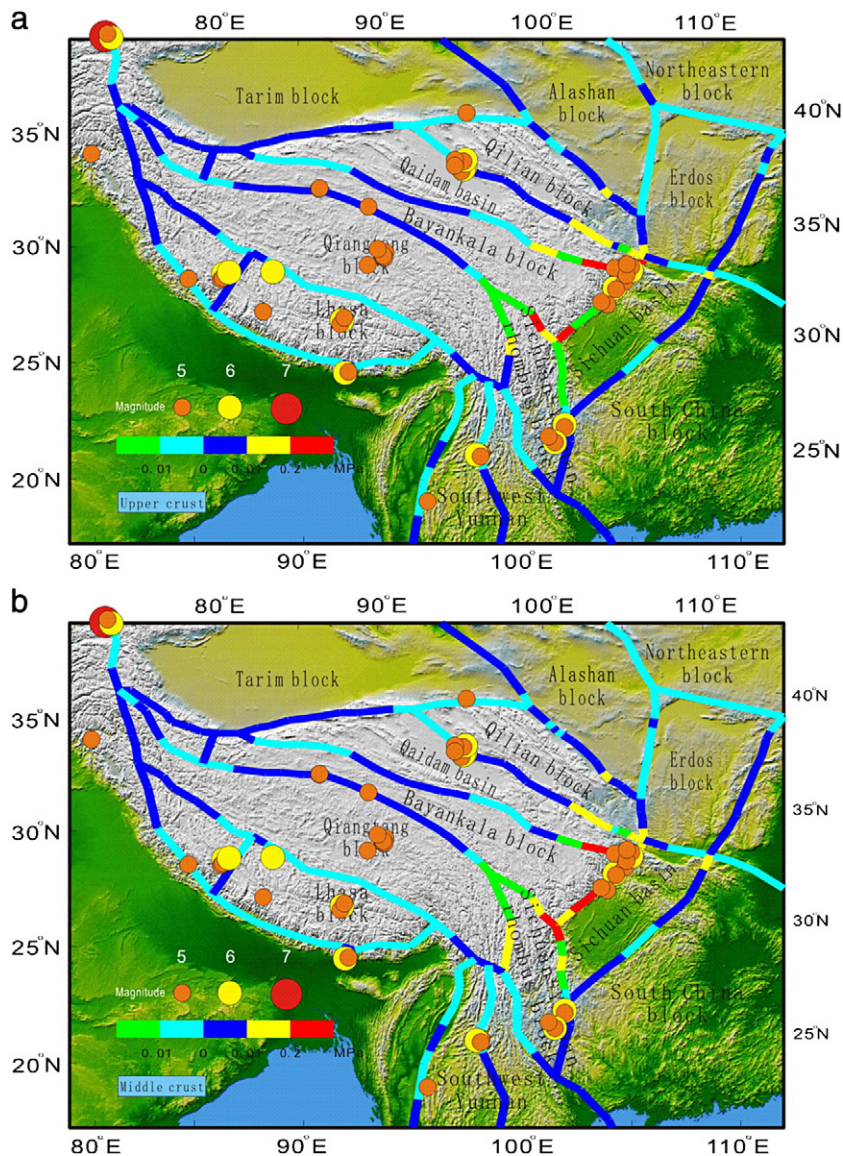 a
80°E 90°E 100°E 110°E
Tarim block
Alashan
block
Northeastern
block
40°N
35°N
Qilian block
Qaidam basin
Erdos
block
35°N
30°N
Bayankala block
Qiangtang
block
Lhasa
block
Sichuan basin
30°N
25°N
5 6 7
Magnitude
South China
block
0.01 0 0.01 0.2 MPa
25°N
20°N
Upper crust
Southwest
Yunnan
80°E 90°E 100°E 110°E
b
80°E 90°E 100°E 110°E
Tarim block
Alashan
block
Northeastern
block
40°N
35°N
Qilian block
Qaidam basin
Erdos
block
35°N
30°N
Bayankala block
Qiangtang
block
Lhasa
block
Sichuan basin
30°N
25°N
5 6 7
Magnitude
South China
block
0.01 0 0.01 0.2 MPa
25°N
20°N
Middle crust
Southwest
Yunnan
80°E 90°E 100°E 110°E